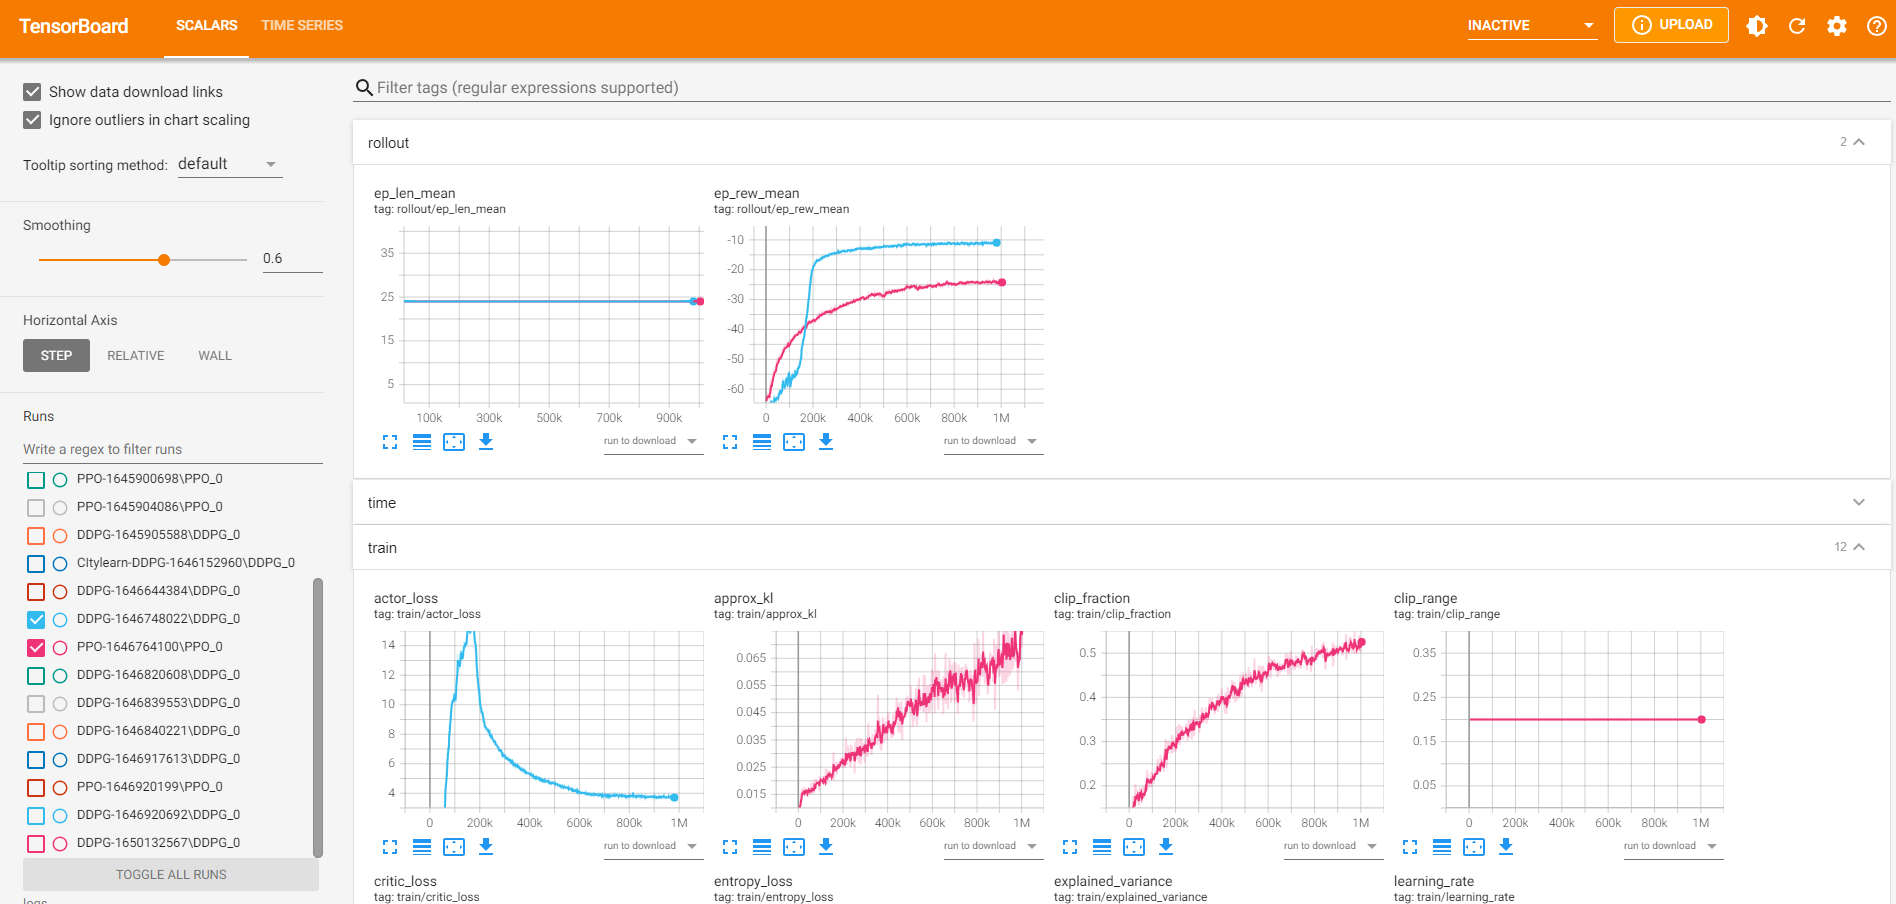 TensorBoard SCALARS TIME SERIES INACTIVE UPLOAD
Show data download links
Ignore outliers in chart scaling
Tooltip sorting method: default
Smoothing
0.6
Horizontal Axis
STEP RELATIVE WALL
Runs
Write a regex to filter runs
PPO-1645900698\PPO_0
PPO-1645904086\PPO_0
DDPG-1645905588\DDPG_0
CItylearn-DDPG-1646152960\DDPG_0
DDPG-1646644384\DDPG_0
DDPG-1646748022\DDPG_0
PPO-1646764100\PPO_0
DDPG-1646820608\DDPG_0
DDPG-1646839553\DDPG_0
DDPG-1646840221\DDPG_0
DDPG-1646917613\DDPG_0
PPO-1646920199\PPO_0
DDPG-1646920692\DDPG_0
DDPG-1650132567\DDPG_0
TOGGLE ALL RUNS
logs
Filter tags (regular expressions supported)
rollout 2
ep_len_mean
tag: rollout/ep_len_mean
35
25
15
5
100k 300k 500k 700k 900k
run to download
ep_rew_mean
tag: rollout/ep_rew_mean
-10
-20
-30
-40
-50
-60
0 200k 400k 600k 800k 1M
run to download
time
train 12
actor_loss
tag: train/actor_loss
14
12
10
8
6
4
0 200k 400k 600k 800k 1M
run to download
approx_kl
tag: train/approx_kl
0.065
0.055
0.045
0.035
0.025
0.015
0 200k 400k 600k 800k 1M
run to download
clip_fraction
tag: train/clip_fraction
0.5
0.4
0.3
0.2
0 200k 400k 600k 800k 1M
run to download
clip_range
tag: train/clip_range
0.35
0.25
0.15
0.05
0 200k 400k 600k 800k 1M
run to download
critic_loss
tag: train/critic_loss
entropy_loss
tag: train/entropy_loss
explained_variance
tag: train/explained_variance
learning_rate
tag: train/learning_rate